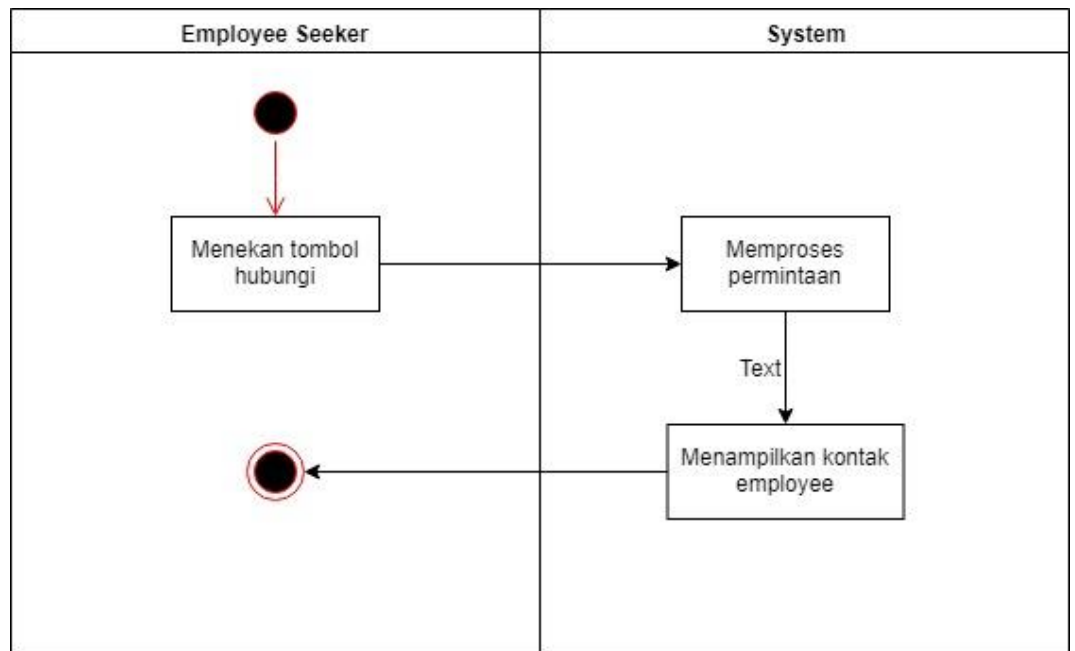 Employee Seeker
System
Menekan tombol
hubungi
Memproses
permintaan
Text
Menampilkan kontak
employee